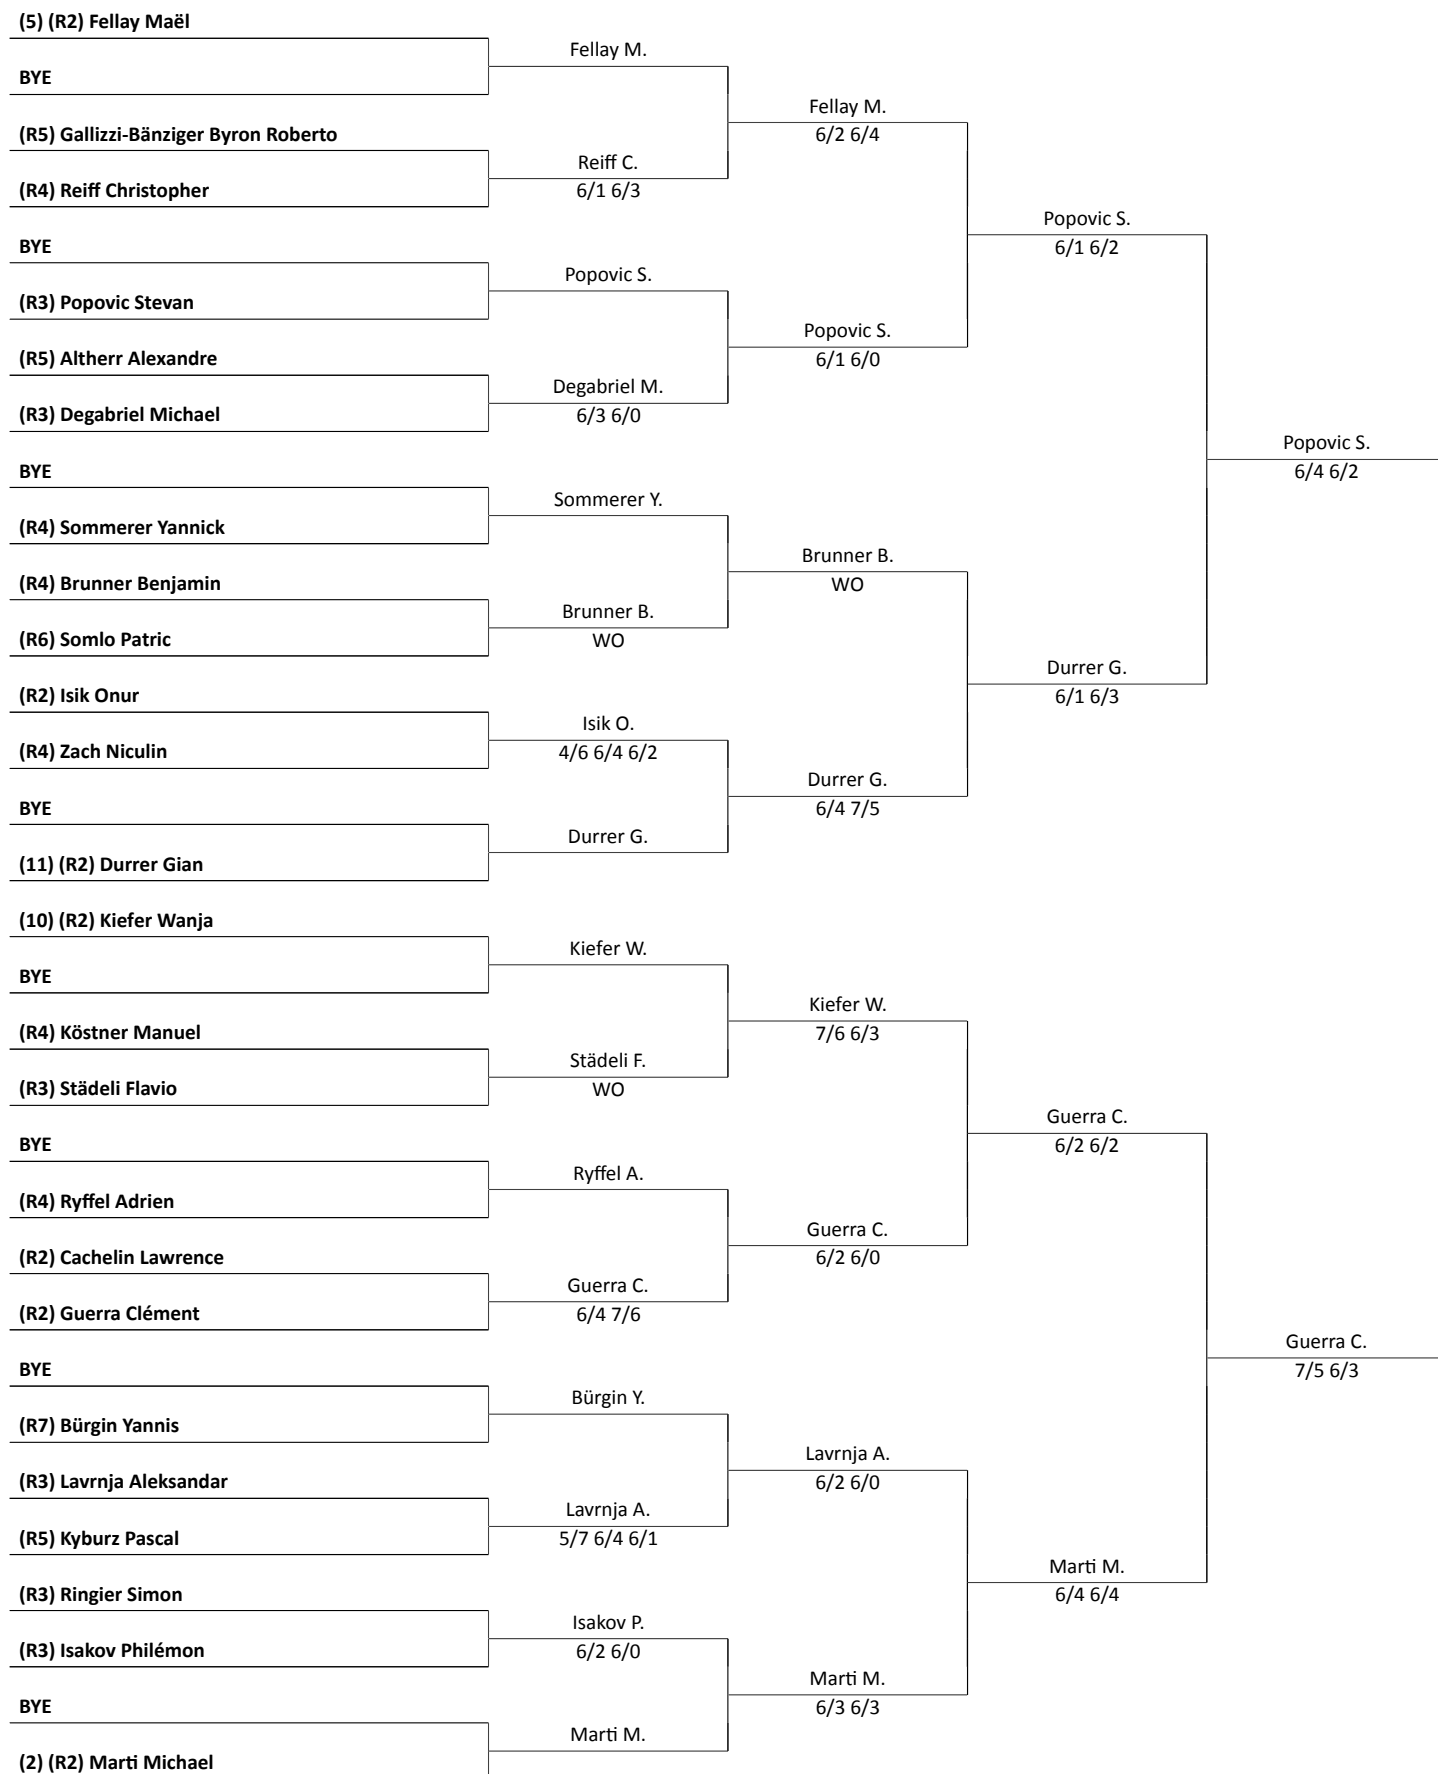 (5) (R2) Fellay Maël
BYE
(R5) Gallizzi-Bänziger Byron Roberto
(R4) Reiff Christopher
BYE
(R3) Popovic Stevan
(R5) Altherr Alexandre
(R3) Degabriel Michael
BYE
(R4) Sommerer Yannick
(R4) Brunner Benjamin
(R6) Somlo Patric
(R2) Isik Onur
(R4) Zach Niculin
BYE
(11) (R2) Durrer Gian
(10) (R2) Kiefer Wanja
BYE
(R4) Köstner Manuel
(R3) Städeli Flavio
BYE
(R4) Ryffel Adrien
(R2) Cachelin Lawrence
(R2) Guerra Clément
BYE
(R7) Bürgin Yannis
(R3) Lavrnja Aleksandar
(R5) Kyburz Pascal
(R3) Ringier Simon
(R3) Isakov Philémon
BYE
(2) (R2) Marti Michael
Fellay M.
Reiff C.
6/1 6/3
Popovic S.
Degabriel M.
6/3 6/0
Sommerer Y.
Brunner B.
WO
Isik O.
4/6 6/4 6/2
Durrer G.
Kiefer W.
Städeli F.
WO
Ryffel A.
Guerra C.
6/4 7/6
Bürgin Y.
Lavrnja A.
5/7 6/4 6/1
Isakov P.
6/2 6/0
Marti M.
Fellay M.
6/2 6/4
Popovic S.
6/1 6/0
Brunner B.
WO
Durrer G.
6/4 7/5
Kiefer W.
7/6 6/3
Guerra C.
6/2 6/0
Lavrnja A.
6/2 6/0
Marti M.
6/3 6/3
Popovic S.
6/1 6/2
Durrer G.
6/1 6/3
Guerra C.
6/2 6/2
Marti M.
6/4 6/4
Popovic S.
6/4 6/2
Guerra C.
7/5 6/3